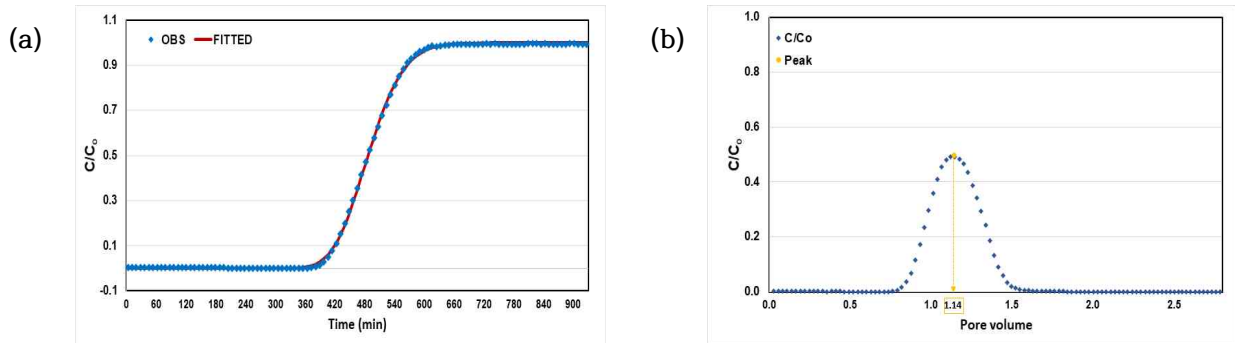 (a)
1.1
0.9
0.7
0.5
0.3
0.1
-0.1
C/Co
OBS FITTED
0 60 120 180 240 300 360 420 480 540 600 660 720 780 840 900
Time (min)
(b)
1.0
0.8
0.6
0.4
0.2
0.0
C/Co
C/Co
Peak
0.0 0.5 1.0 1.5 2.0 2.5
1.14
Pore volume